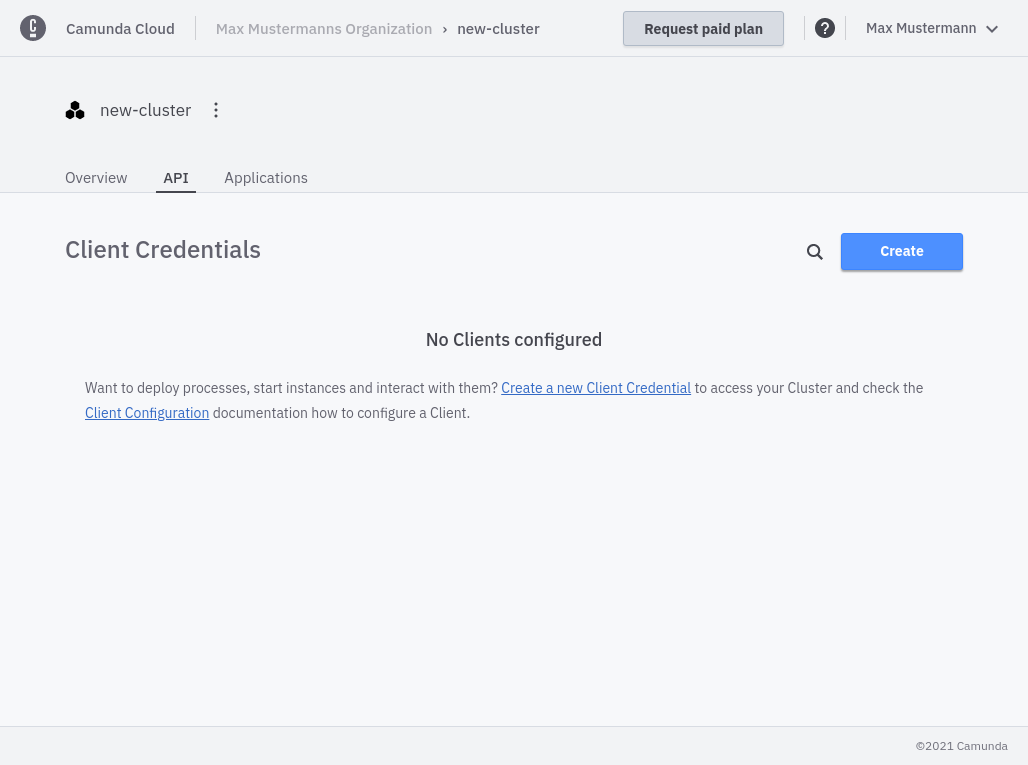 Camunda Cloud
Max Mustermanns Organization › new-cluster
Request paid plan
?
Max Mustermann
new-cluster
Overview API Applications
Client Credentials
Create
No Clients configured
Want to deploy processes, start instances and interact with them? Create a new Client Credential to access your Cluster and check the
Client Configuration documentation how to configure a Client.
©2021 Camunda